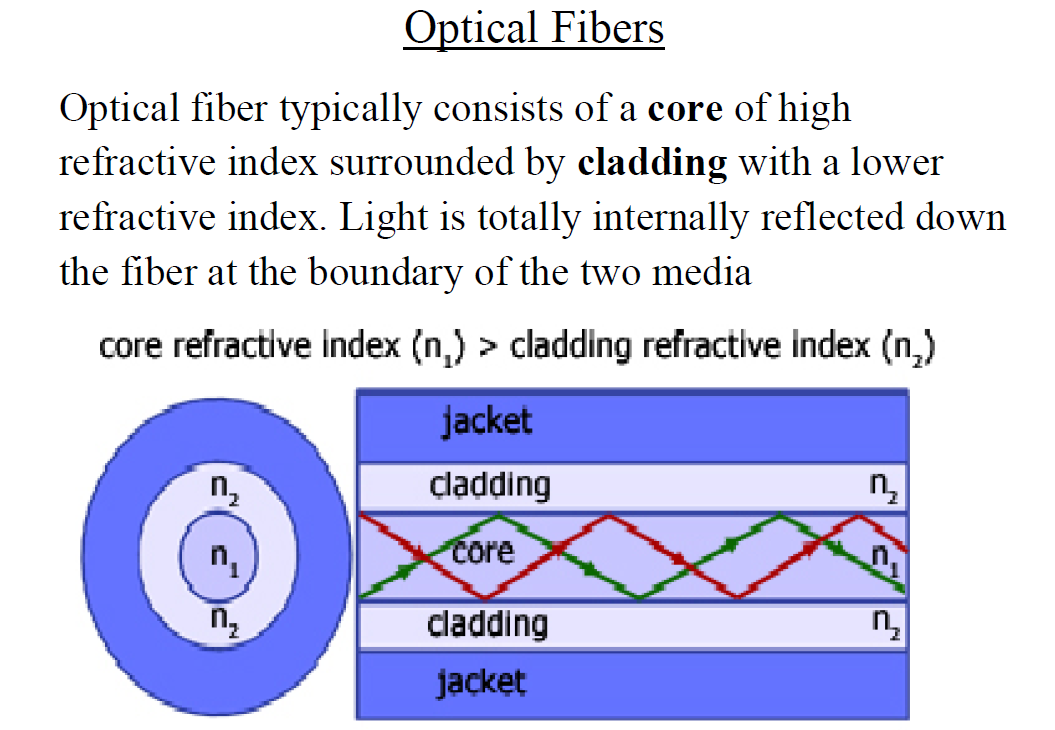 Optical Fibers
Optical fiber typically consists of a core of high
refractive index surrounded by cladding with a lower
refractive index. Light is totally internally reflected down
the fiber at the boundary of the two media
core refractive index (n₁) > cladding refractive index (n₂)
jacket
cladding n₂
core n₁
cladding n₂
jacket
n₂
n₁
n₂